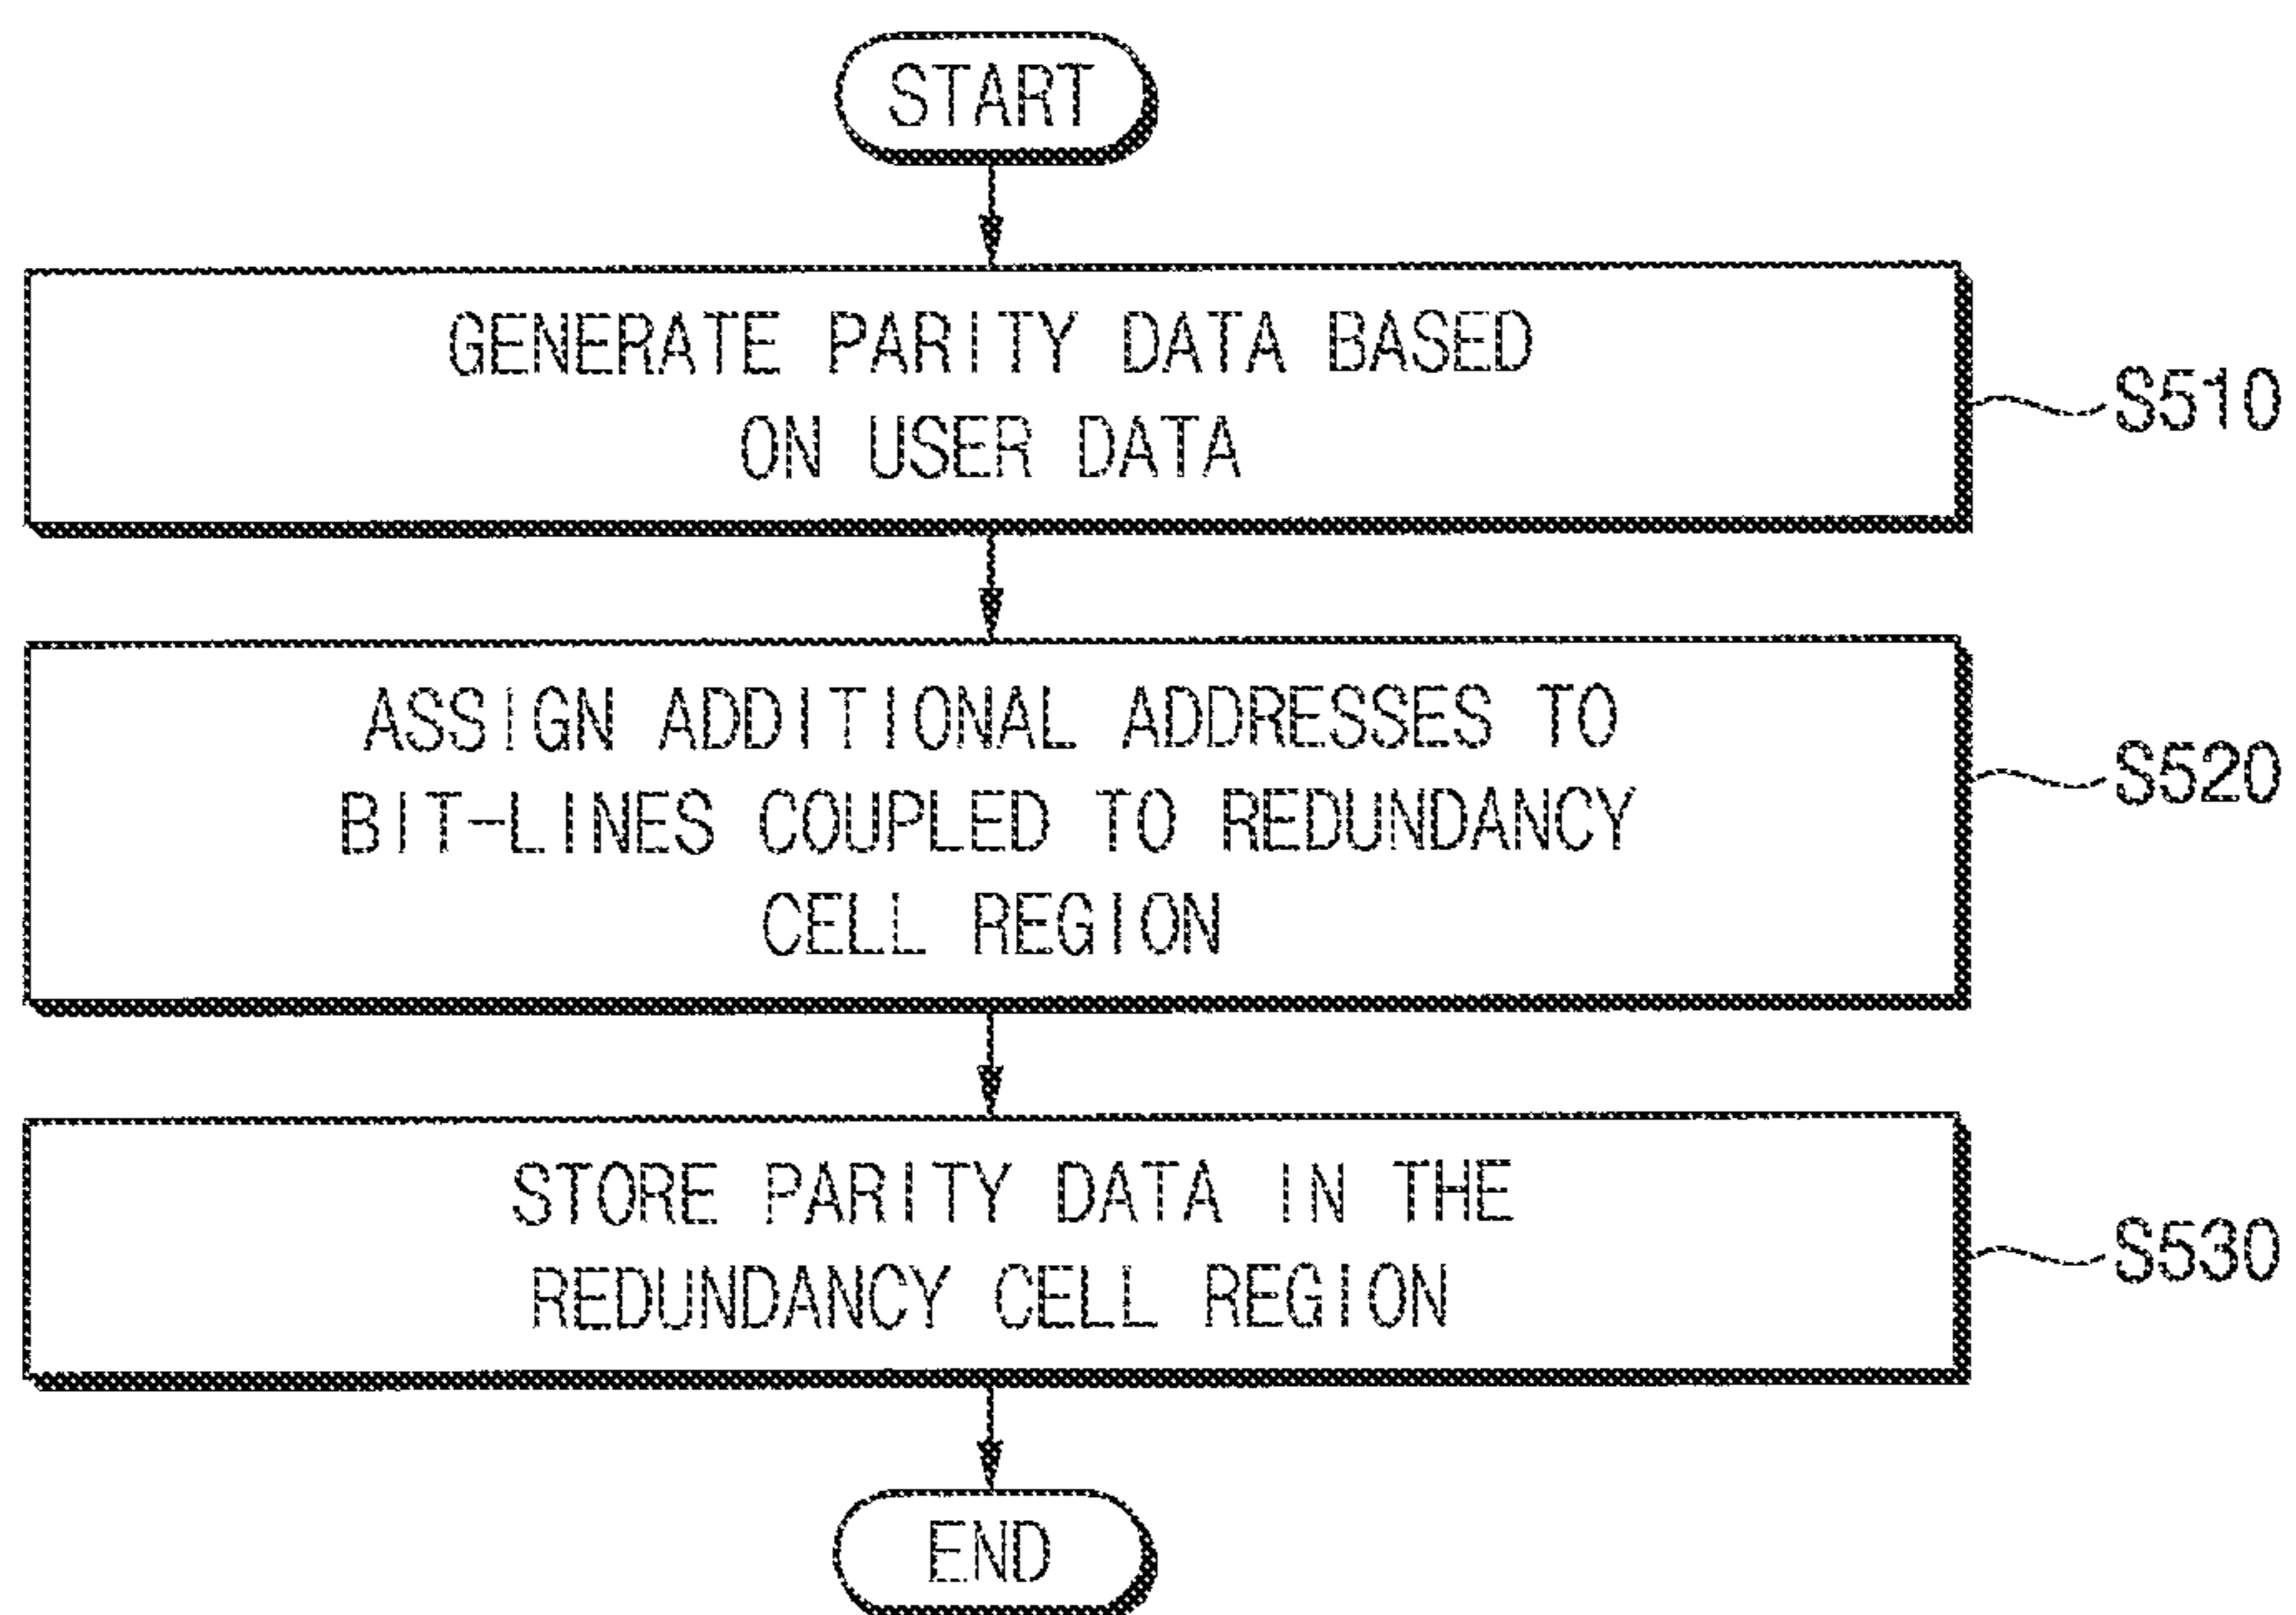 START
GENERATE PARITY DATA BASED
ON USER DATA
S510
ASSIGN ADDITIONAL ADDRESSES TO
BIT-LINES COUPLED TO REDUNDANCY
CELL REGION
S520
STORE PARITY DATA IN THE
REDUNDANCY CELL REGION
S530
END